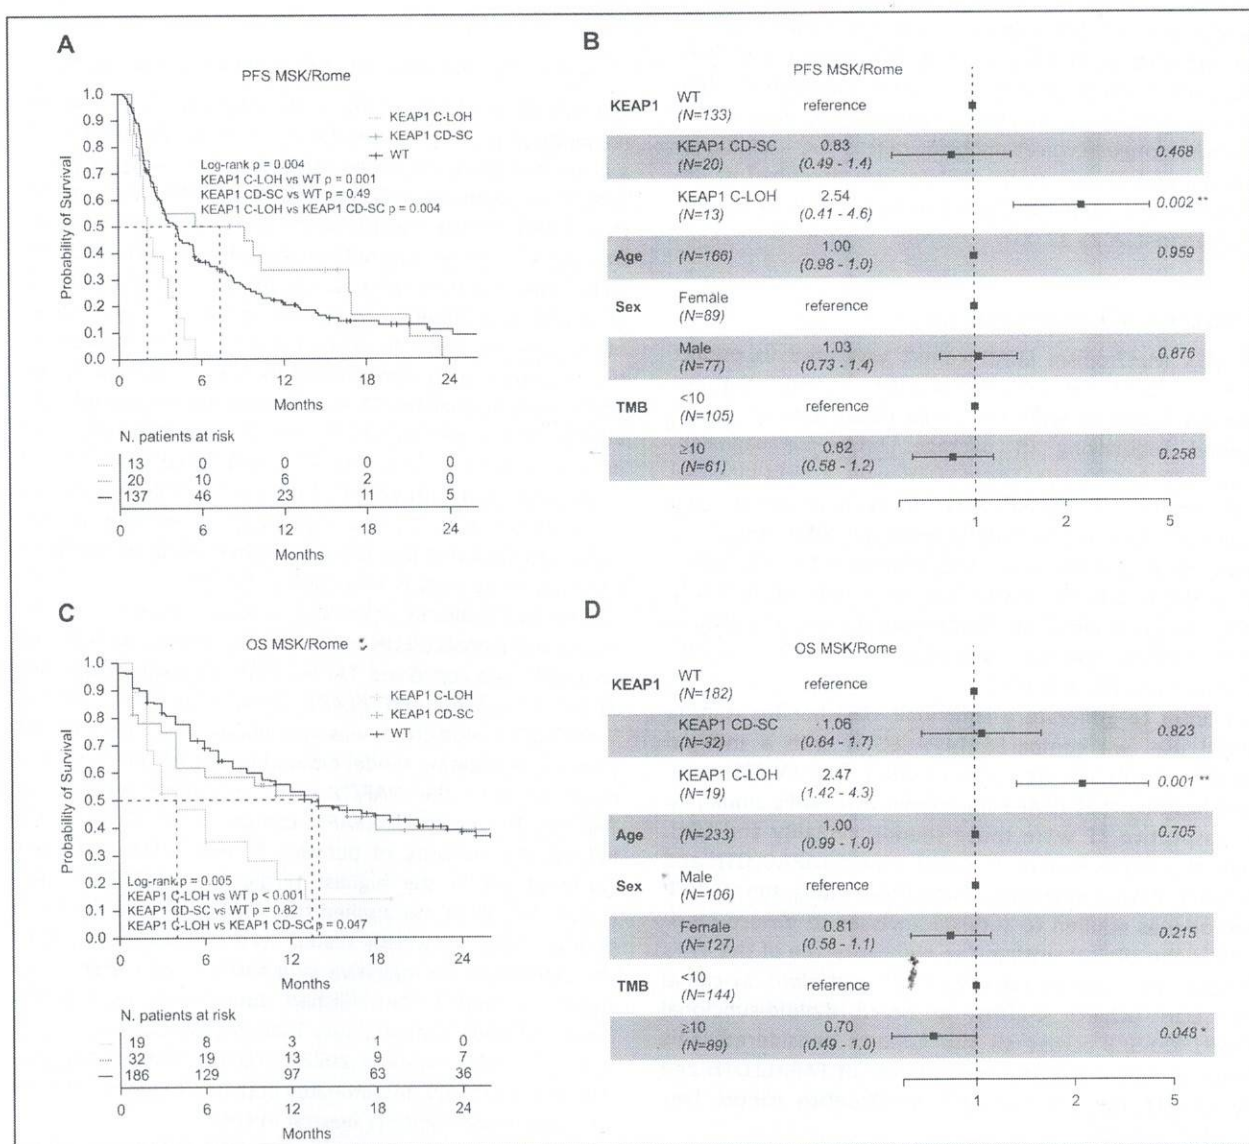 A
PFS MSK/Rome
1.0
0.9
0.8
0.7
0.6
0.5
0.4
0.3
0.2
0.1
0.0
Probability of Survival
KEAP1 C-LOH
KEAP1 CD-SC
WT
Log-rank p = 0.004
KEAP1 C-LOH vs WT p = 0.001
KEAP1 CD-SC vs WT p = 0.49
KEAP1 C-LOH vs KEAP1 CD-SC p = 0.004
0 6 12 18 24
Months
N. patients at risk
13 0 0 0 0
20 10 6 2 0
137 46 23 11 5
0 6 12 18 24
Months
B
PFS MSK/Rome
KEAP1 WT (N=133) reference
KEAP1 CD-SC 0.83
(N=20) (0.49 - 1.4) 0.468
KEAP1 C-LOH 2.54
(N=13) (0.41 - 4.6) 0.002 **
Age (N=166) 1.00
(0.98 - 1.0) 0.959
Sex Female reference
(N=89)
Male 1.03
(N=77) (0.73 - 1.4) 0.876
TMB <10 reference
(N=105)
≥10 0.82
(N=61) (0.58 - 1.2) 0.258
1 2 5
C
OS MSK/Rome
1.0
0.9
0.8
0.7
0.6
0.5
0.4
0.3
0.2
0.1
0.0
Probability of Survival
KEAP1 C-LOH
KEAP1 CD-SC
WT
Log-rank p = 0.005
KEAP1 C-LOH vs WT p < 0.001
KEAP1 CD-SC vs WT p = 0.82
KEAP1 C-LOH vs KEAP1 CD-SC p = 0.047
0 6 12 18 24
Months
N. patients at risk
19 8 3 1 0
32 19 13 9 7
186 129 97 63 36
0 6 12 18 24
Months
D
OS MSK/Rome
KEAP1 WT reference
(N=182)
KEAP1 CD-SC 1.06
(N=32) (0.64 - 1.7) 0.823
KEAP1 C-LOH 2.47
(N=19) (1.42 - 4.3) 0.001 **
Age (N=233) 1.00
(0.99 - 1.0) 0.705
Sex Male reference
(N=106)
Female 0.81
(N=127) (0.58 - 1.1) 0.215
TMB <10 reference
(N=144)
≥10 0.70
(N=89) (0.49 - 1.0) 0.048 *
1 2 5